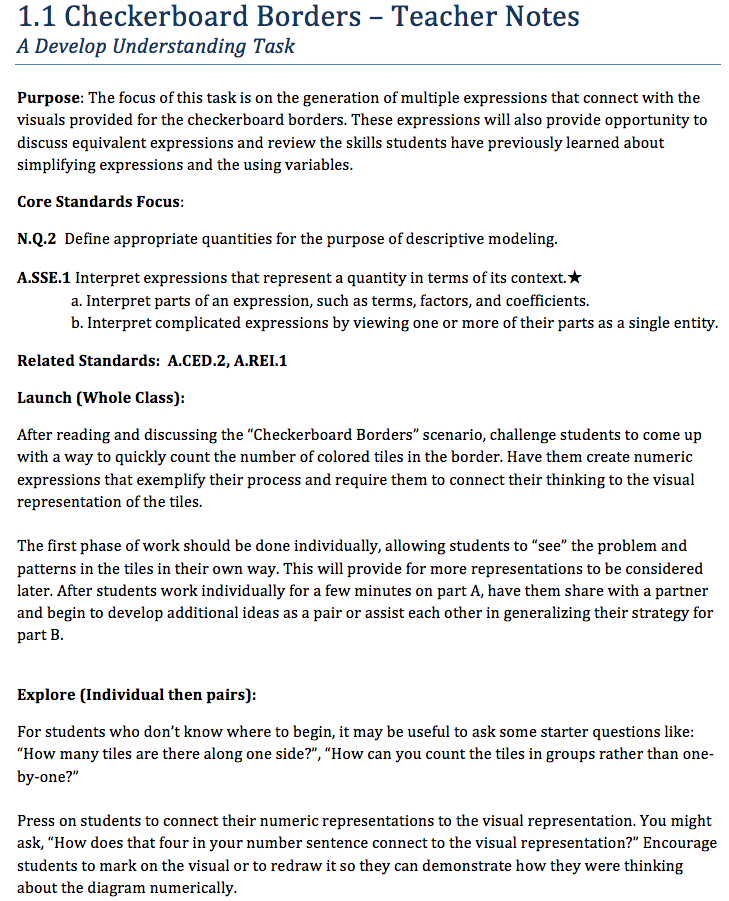 1.1 Checkerboard Borders – Teacher Notes
A Develop Understanding Task
Purpose: The focus of this task is on the generation of multiple expressions that connect with the
visuals provided for the checkerboard borders. These expressions will also provide opportunity to
discuss equivalent expressions and review the skills students have previously learned about
simplifying expressions and the using variables.
Core Standards Focus:
N.Q.2 Define appropriate quantities for the purpose of descriptive modeling.
A.SSE.1 Interpret expressions that represent a quantity in terms of its context.★
a. Interpret parts of an expression, such as terms, factors, and coefficients.
b. Interpret complicated expressions by viewing one or more of their parts as a single entity.
Related Standards: A.CED.2, A.REI.1
Launch (Whole Class):
After reading and discussing the “Checkerboard Borders” scenario, challenge students to come up
with a way to quickly count the number of colored tiles in the border. Have them create numeric
expressions that exemplify their process and require them to connect their thinking to the visual
representation of the tiles.
The first phase of work should be done individually, allowing students to “see” the problem and
patterns in the tiles in their own way. This will provide for more representations to be considered
later. After students work individually for a few minutes on part A, have them share with a partner
and begin to develop additional ideas as a pair or assist each other in generalizing their strategy for
part B.
Explore (Individual then pairs):
For students who don’t know where to begin, it may be useful to ask some starter questions like:
“How many tiles are there along one side?”, “How can you count the tiles in groups rather than one-
by-one?”
Press on students to connect their numeric representations to the visual representation. You might
ask, “How does that four in your number sentence connect to the visual representation?” Encourage
students to mark on the visual or to redraw it so they can demonstrate how they were thinking
about the diagram numerically.